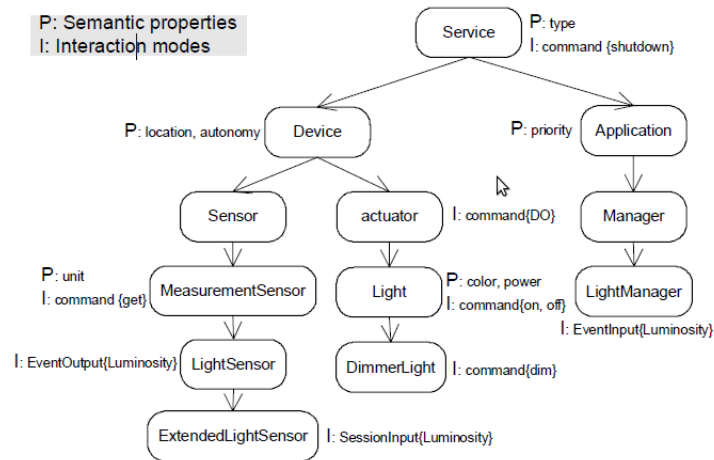 P: Semantic properties
I: Interaction modes
Service
P: type
I: command {shutdown}
P: location, autonomy
Device
P: priority
Application
Sensor
actuator
I: command{DO}
Manager
P: unit
I: command {get}
MeasurementSensor
Light
P: color, power
I: command{on, off}
LightManager
I: EventInput{Luminosity}
I: EventOutput{Luminosity}
LightSensor
DimmerLight
I: command{dim}
ExtendedLightSensor
I: SessionInput{Luminosity}